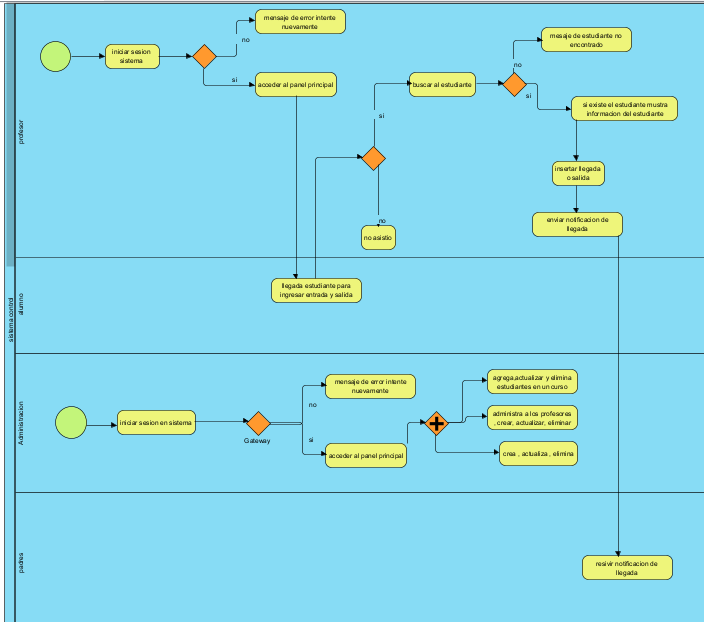 sistema control
profesor
iniciar sesion
sistema
no
mensaje de error intente
nuevamente
si
acceder al panel principal
si
no
no asistio
buscar al estudiante
no
mesaje de estudiante no
encontrado
si
si existe el estudiante mustra
informacion del estudiante
insertar llegada
o salida
enviar notificacion de
llegada
alumno
llegada estudiante para
ingresar entrada y salida
Administracion
iniciar sesion en sistema
Gateway
no
mensaje de error intente
nuevamente
si
acceder al panel principal
agrega,actualizar y elimina
estudiantes en un curso
administra a los profesores
, crear, actualizar, eliminar
crea , actualiza , elimina
padres
resivir notificacion de
llegada